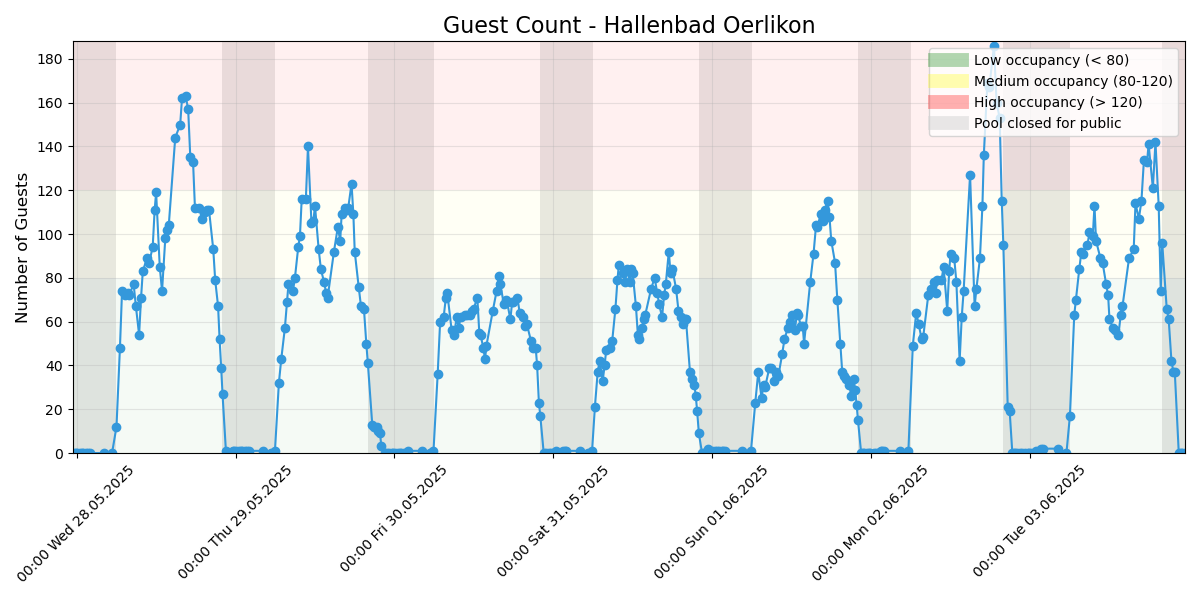 Guest Count - Hallenbad Oerlikon
Number of Guests
180
160
140
120
100
80
60
40
20
0
Low occupancy (< 80)
Medium occupancy (80-120)
High occupancy (> 120)
Pool closed for public
00:00 Wed 28.05.2025
00:00 Thu 29.05.2025
00:00 Fri 30.05.2025
00:00 Sat 31.05.2025
00:00 Sun 01.06.2025
00:00 Mon 02.06.2025
00:00 Tue 03.06.2025